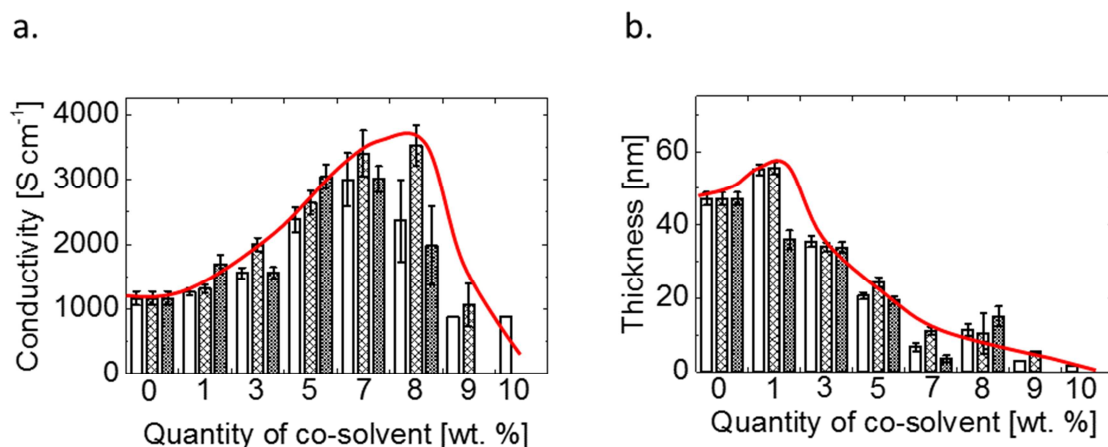 a.
Conductivity [S cm⁻¹]
4000
3000
2000
1000
0
0 1 3 5 7 8 9 10
Quantity of co-solvent [wt. %]
b.
Thickness [nm]
60
40
20
0
0 1 3 5 7 8 9 10
Quantity of co-solvent [wt. %]